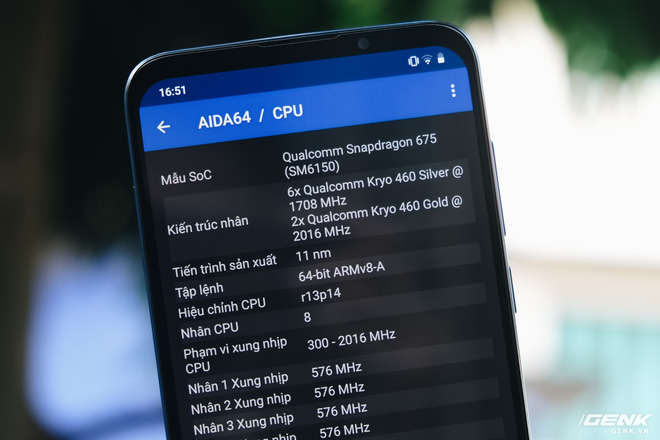 16:51
AIDA64 / CPU
Mẫu SoC
Qualcomm Snapdragon 675
(SM6150)
Kiến trúc nhân
6x Qualcomm Kryo 460 Silver @
1708 MHz
2x Qualcomm Kryo 460 Gold @
2016 MHz
Tiến trình sản xuất
11 nm
Tập lệnh
64-bit ARMv8-A
Hiệu chỉnh CPU
r13p14
Nhân CPU
8
Phạm vi xung nhịp
CPU
300 - 2016 MHz
Nhân 1 Xung nhịp
576 MHz
Nhân 2 Xung nhịp
576 MHz
Nhân 3 Xung nhịp
576 MHz
Xung nhịp
576 MHz
GENK
GENK.VN